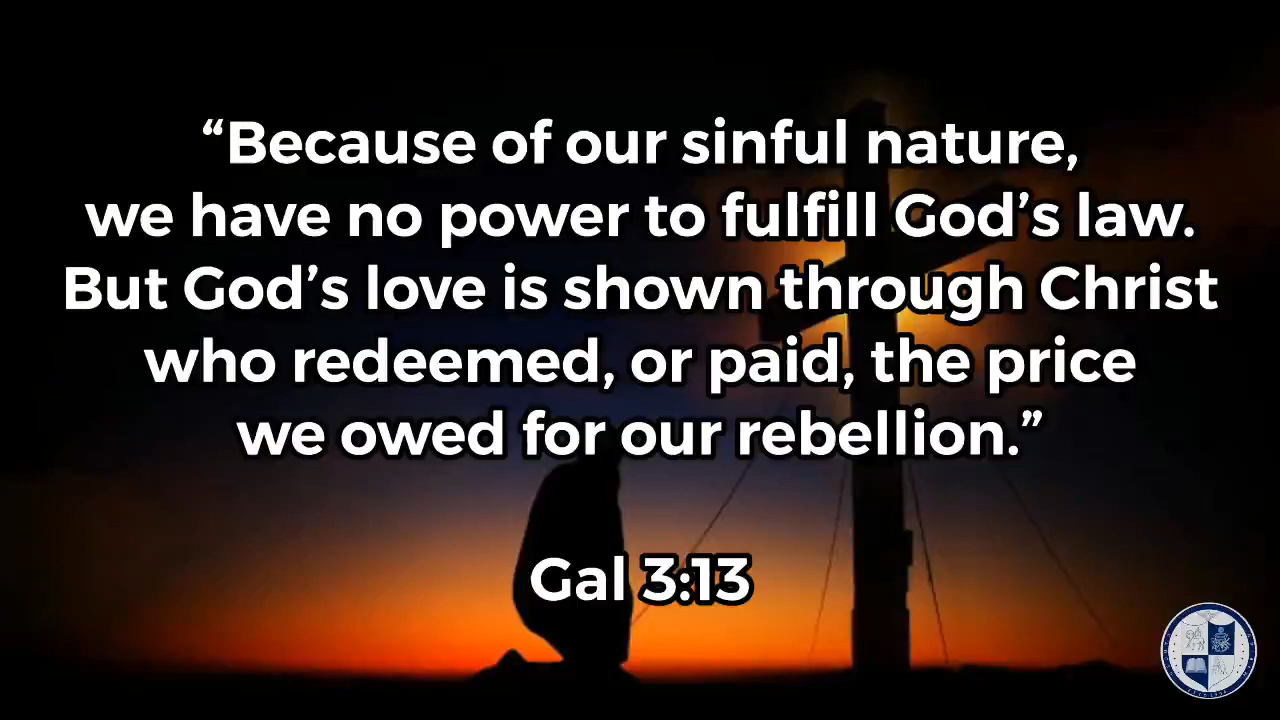 “Because of our sinful nature,
we have no power to fulfill God’s law.
But God’s love is shown through Christ
who redeemed, or paid, the price
we owed for our rebellion.”
Gal 3:13